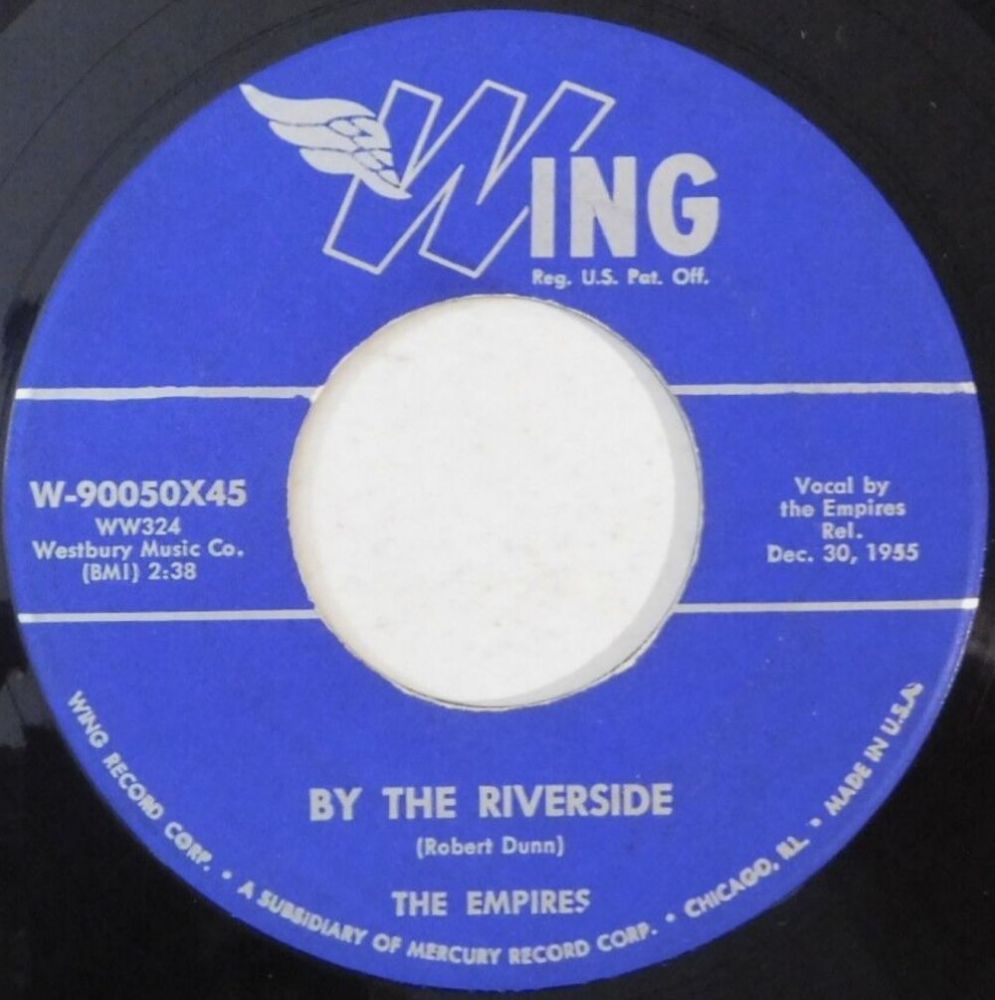 WING
Reg. U.S. Pat. Off.
W-90050X45
WW324
Westbury Music Co.
(BMI) 2:38
Vocal by
the Empires
Rel.
Dec. 30, 1955
BY THE RIVERSIDE
(Robert Dunn)
THE EMPIRES
WING RECORD CORP. • A SUBSIDIARY OF MERCURY RECORD CORP. • CHICAGO, ILL. • MADE IN U.S.A.